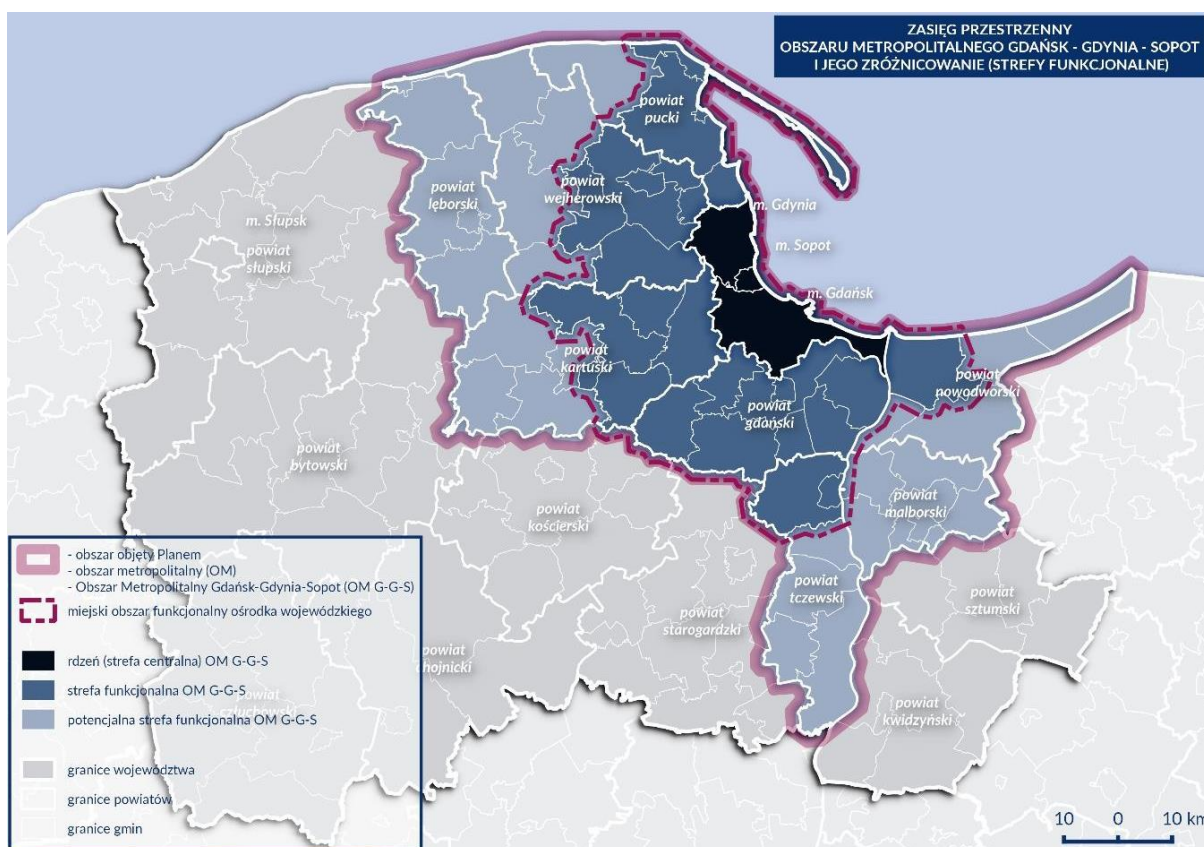 ZASIĘG PRZESTRZENNY
OBSZARU METROPOLITALNEGO GDAŃSK - GDYNIA - SOPOT
I JEGO ZRÓŻNICOWANIE (STREFY FUNKCJONALNE)
powiat
pucki
powiat
wejherowski
powiat
lęborski
m. Gdynia
m. Słupsk
powiat
słupski
m. Sopot
m. Gdańsk
powiat
kartuski
powiat
nowodworski
powiat
gdański
powiat
bytowski
powiat
malborski
powiat
kościerski
powiat
tczewski
powiat
sztumski
powiat
starogardzki
chojnicki
powiat
człuchowski
powiat
kwidzyński
- obszar objęty Planem
- obszar metropolitalny (OM)
- Obszar Metropolitalny Gdańsk-Gdynia-Sopot (OM G-G-S)
miejski obszar funkcjonalny ośrodka wojewódzkiego
rdzeń (strefa centralna) OM G-G-S
strefa funkcjonalna OM G-G-S
potencjalna strefa funkcjonalna OM G-G-S
granice województwa
granice powiatów
granice gmin
10 0 10 km